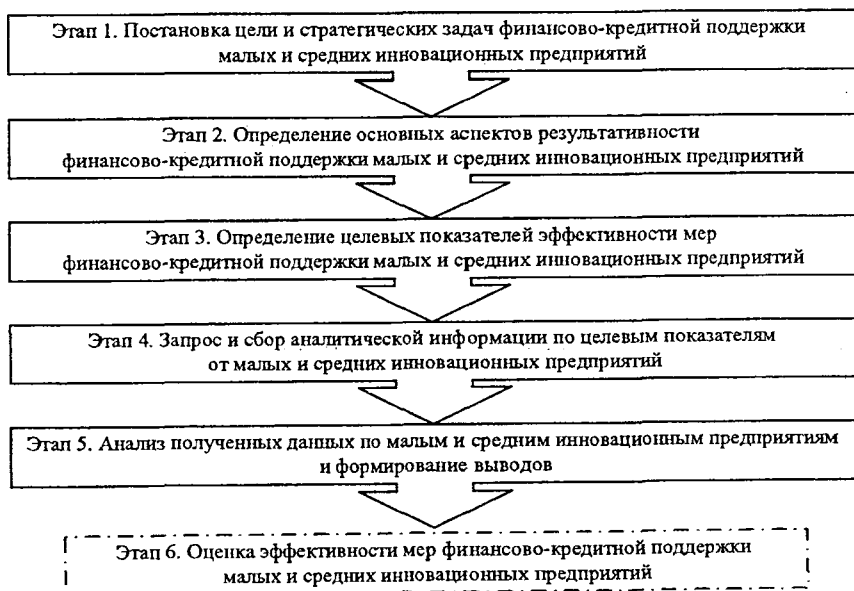 Этап 1. Постановка цели и стратегических задач финансово-кредитной поддержки
малых и средних инновационных предприятий
Этап 2. Определение основных аспектов результативности
финансово-кредитной поддержки малых и средних инновационных предприятий
Этап 3. Определение целевых показателей эффективности мер
финансово-кредитной поддержки малых и средних инновационных предприятий
Этап 4. Запрос и сбор аналитической информации по целевым показателям
от малых и средних инновационных предприятий
Этап 5. Анализ полученных данных по малым и средним инновационным предприятиям
и формирование выводов
Этап 6. Оценка эффективности мер финансово-кредитной поддержки
малых и средних инновационных предприятий